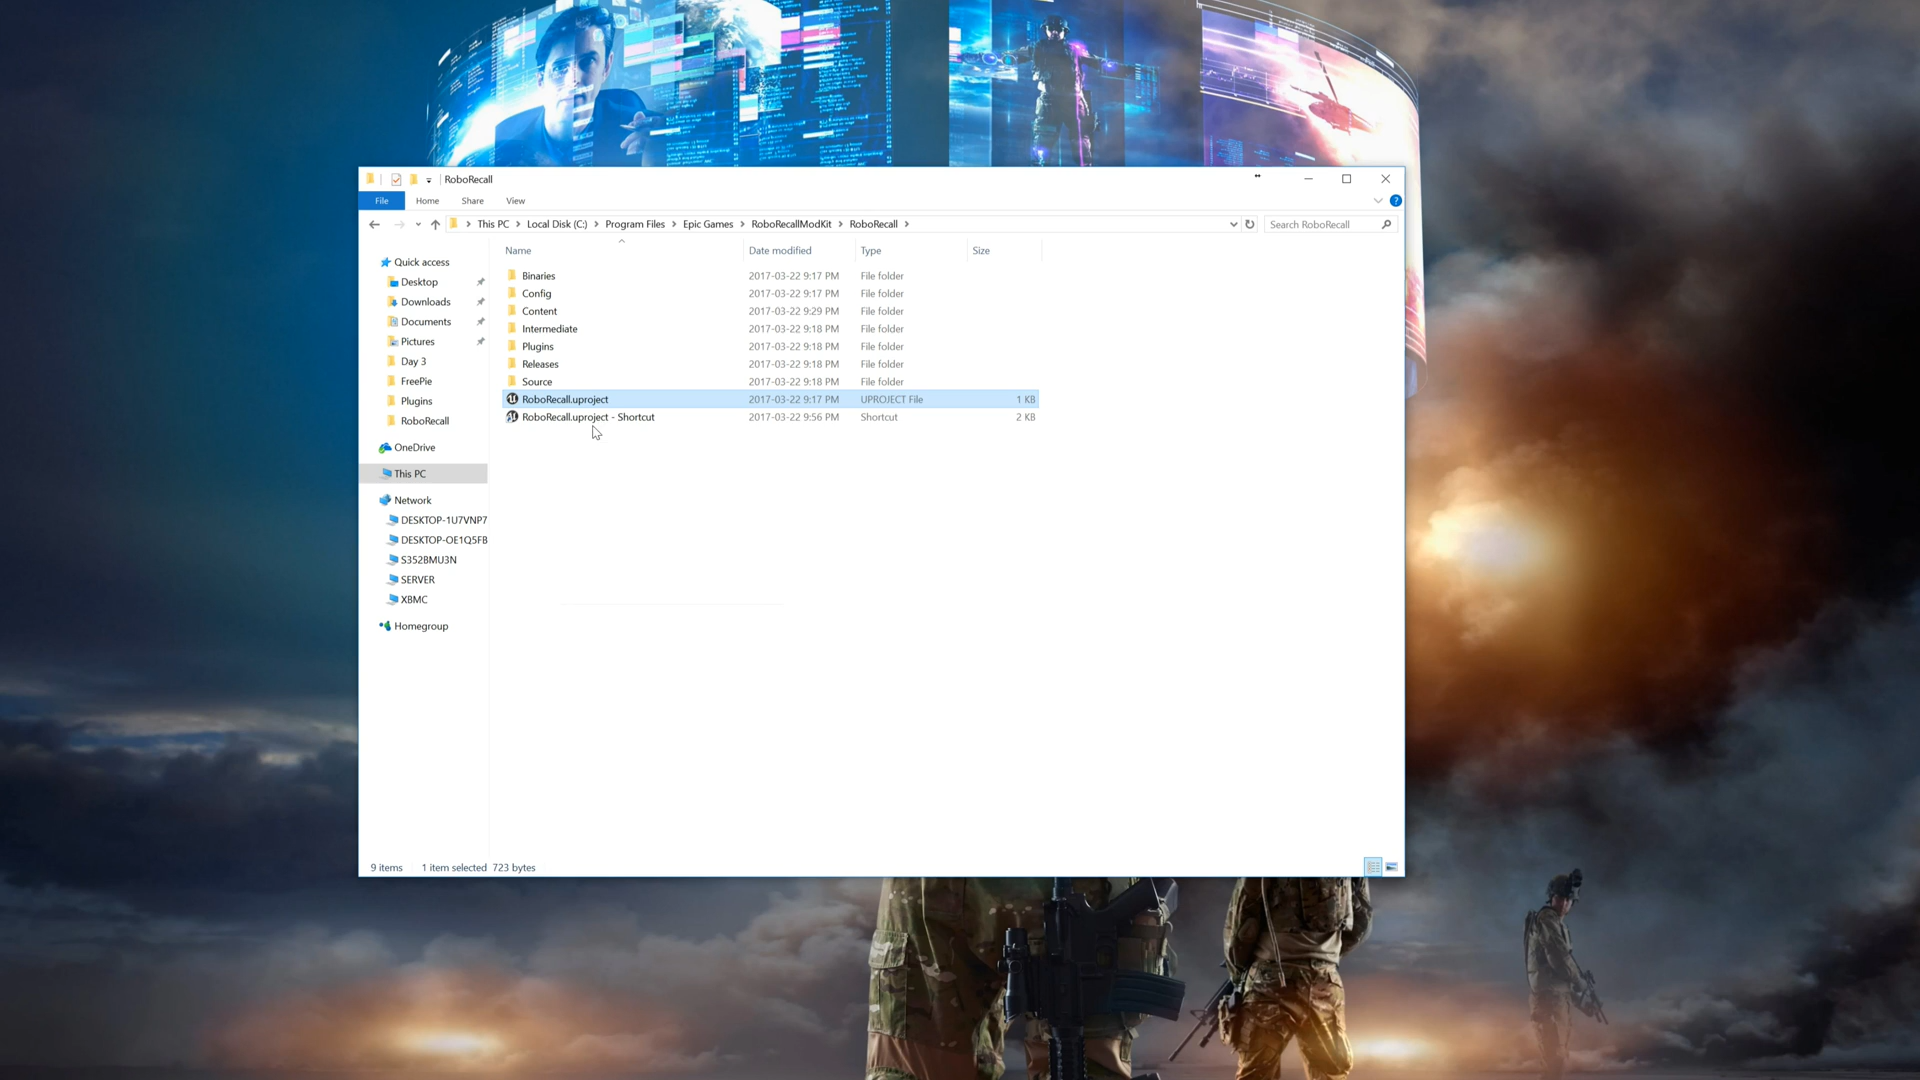 RoboRecall
File Home Share View
This PC Local Disk (C:) Program Files Epic Games RoboRecallModKit RoboRecall
Search RoboRecall
Name Date modified Type Size
Quick access
Desktop
Downloads
Documents
Pictures
Day 3
FreePie
Plugins
RoboRecall
OneDrive
This PC
Network
DESKTOP-1U7VNP7
DESKTOP-OE1Q5FB
S352BMU3N
SERVER
XBMC
Homegroup
Binaries 2017-03-22 9:17 PM File folder
Config 2017-03-22 9:17 PM File folder
Content 2017-03-22 9:29 PM File folder
Intermediate 2017-03-22 9:18 PM File folder
Plugins 2017-03-22 9:18 PM File folder
Releases 2017-03-22 9:18 PM File folder
Source 2017-03-22 9:18 PM File folder
RoboRecall.uproject 2017-03-22 9:17 PM UPROJECT File 1 KB
RoboRecall.uproject - Shortcut 2017-03-22 9:56 PM Shortcut 2 KB
9 items 1 item selected 723 bytes